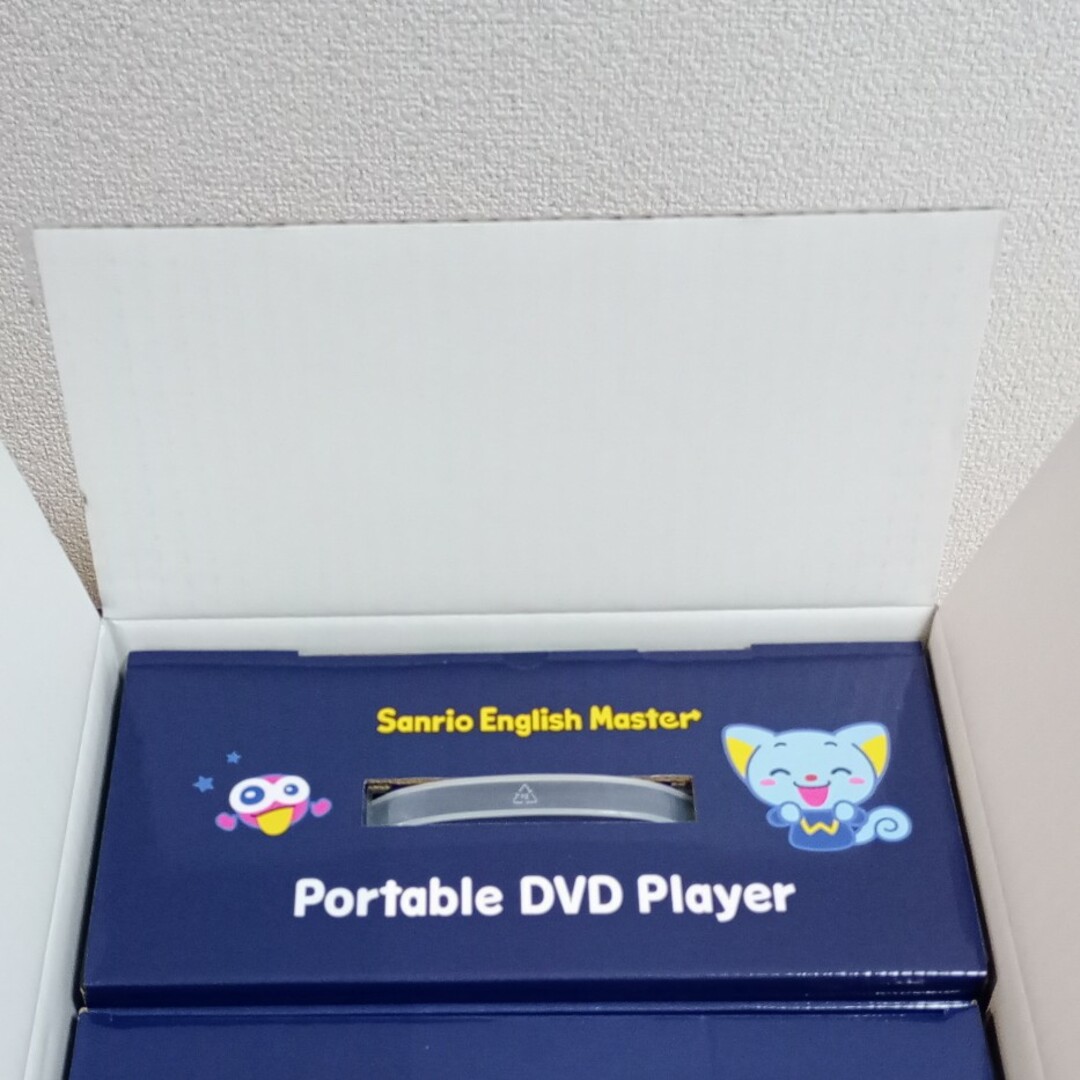 Sanrio English Master
Portable DVD Player